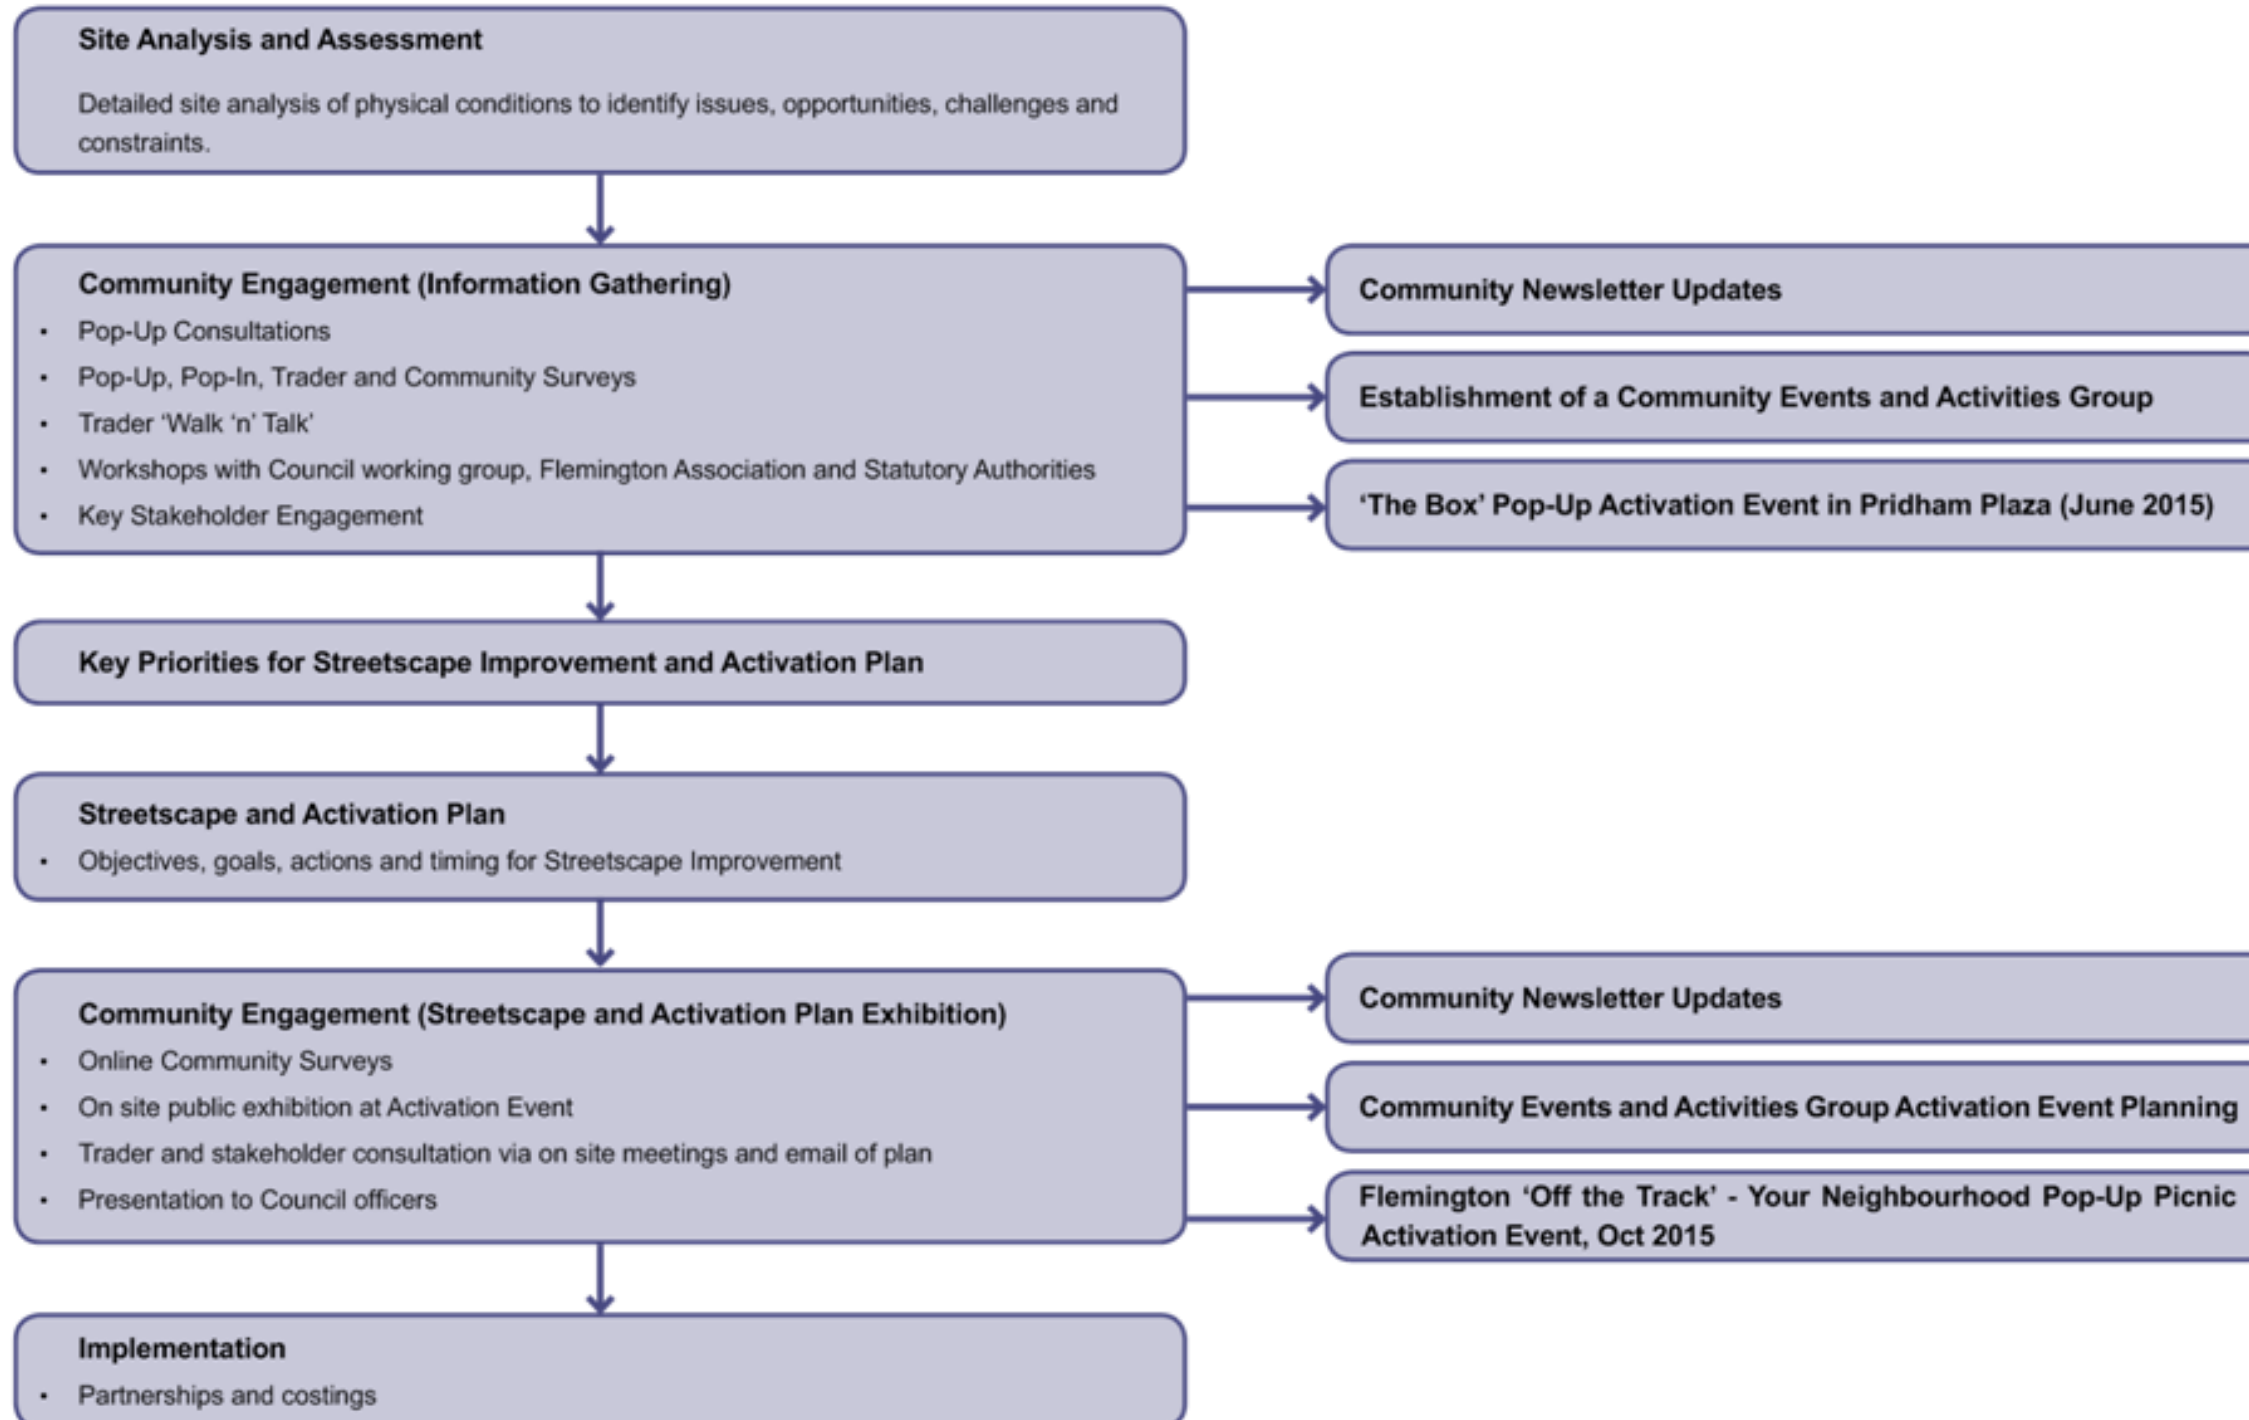 Site Analysis and Assessment
Detailed site analysis of physical conditions to identify issues, opportunities, challenges and
constraints.
Community Engagement (Information Gathering)
• Pop-Up Consultations
• Pop-Up, Pop-In, Trader and Community Surveys
• Trader ‘Walk ‘n’ Talk’
• Workshops with Council working group, Flemington Association and Statutory Authorities
• Key Stakeholder Engagement
Community Newsletter Updates
Establishment of a Community Events and Activities Group
‘The Box’ Pop-Up Activation Event in Pridham Plaza (June 2015)
Key Priorities for Streetscape Improvement and Activation Plan
Streetscape and Activation Plan
• Objectives, goals, actions and timing for Streetscape Improvement
Community Engagement (Streetscape and Activation Plan Exhibition)
• Online Community Surveys
• On site public exhibition at Activation Event
• Trader and stakeholder consultation via on site meetings and email of plan
• Presentation to Council officers
Community Newsletter Updates
Community Events and Activities Group Activation Event Planning
Flemington ‘Off the Track’ - Your Neighbourhood Pop-Up Picnic
Activation Event, Oct 2015
Implementation
• Partnerships and costings